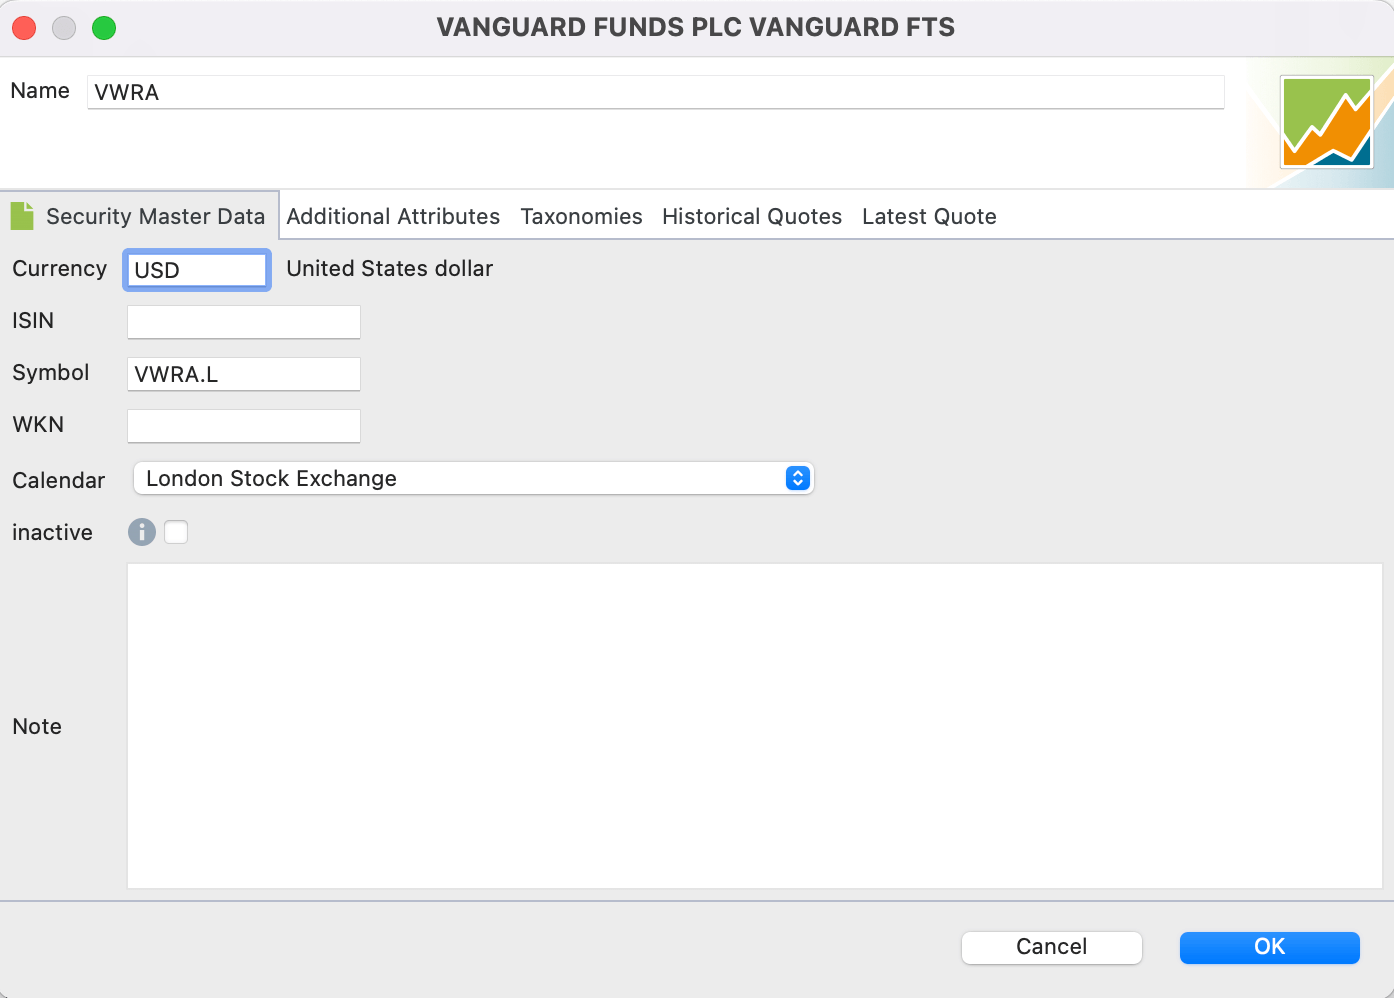 VANGUARD FUNDS PLC VANGUARD FTS
Name VWRA
Security Master Data Additional Attributes Taxonomies Historical Quotes Latest Quote
Currency USD United States dollar
ISIN
Symbol VWRA.L
WKN
Calendar London Stock Exchange
inactive
Note
Cancel OK